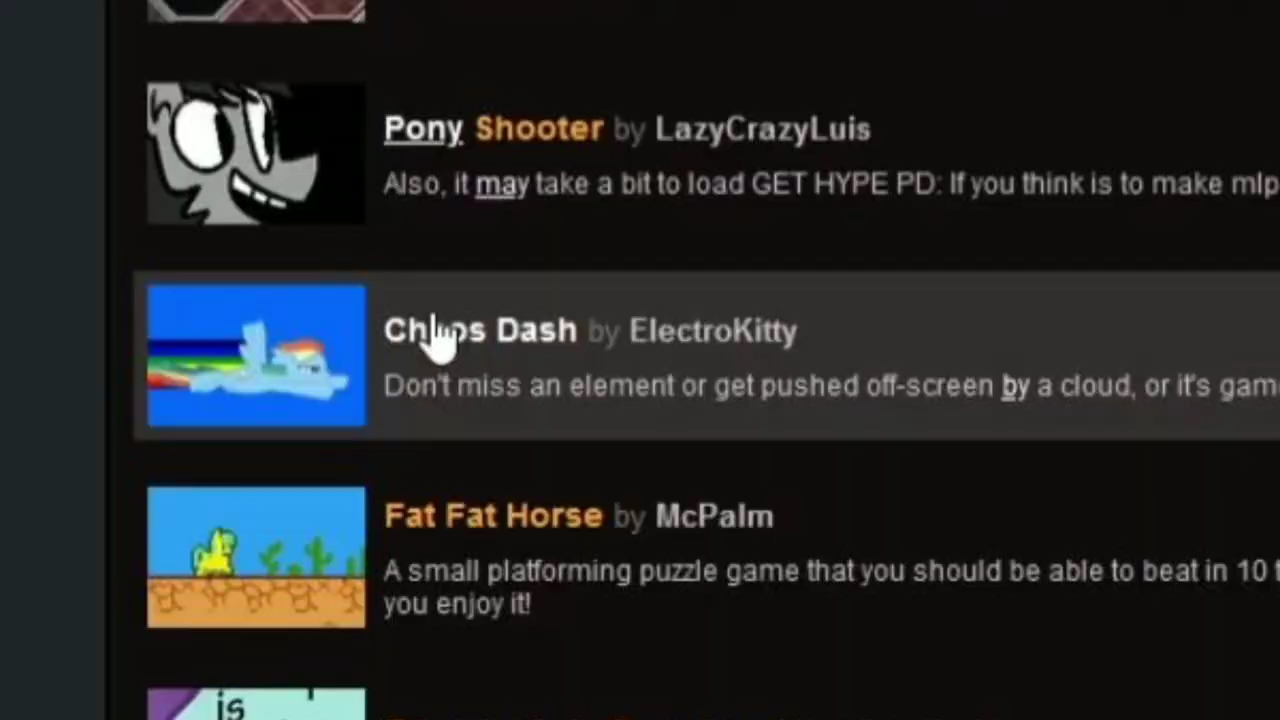 Pony Shooter by LazyCrazyLuis
Also, it may take a bit to load GET HYPE PD: If you think is to make mlp
Dash by ElectroKitty
Don't miss an element or get pushed off-screen by a cloud, or it's gam
Fat Fat Horse by McPalm
A small platforming puzzle game that you should be able to beat in 10
you enjoy it!
is